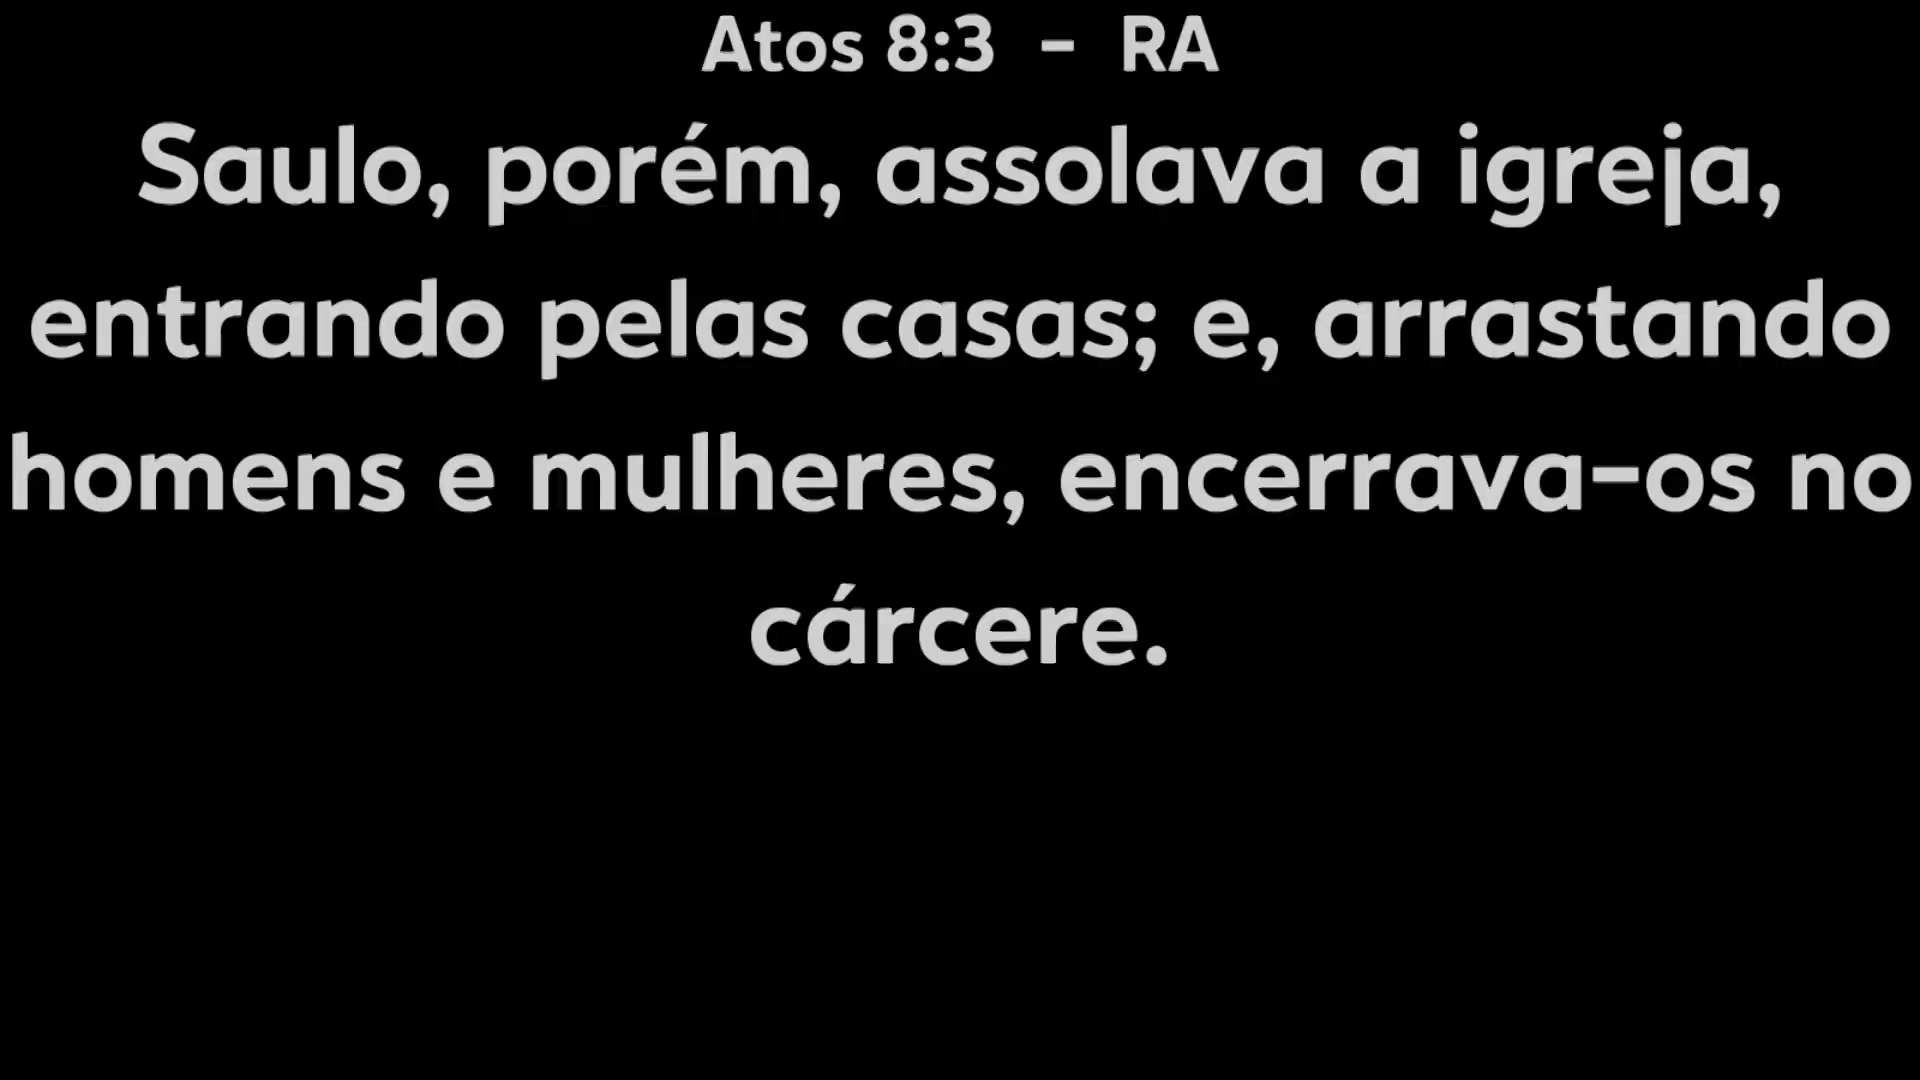 Atos 8:3 - RA
Saulo, porém, assolava a igreja,
entrando pelas casas; e, arrastando
homens e mulheres, encerrava-os no
cárcere.